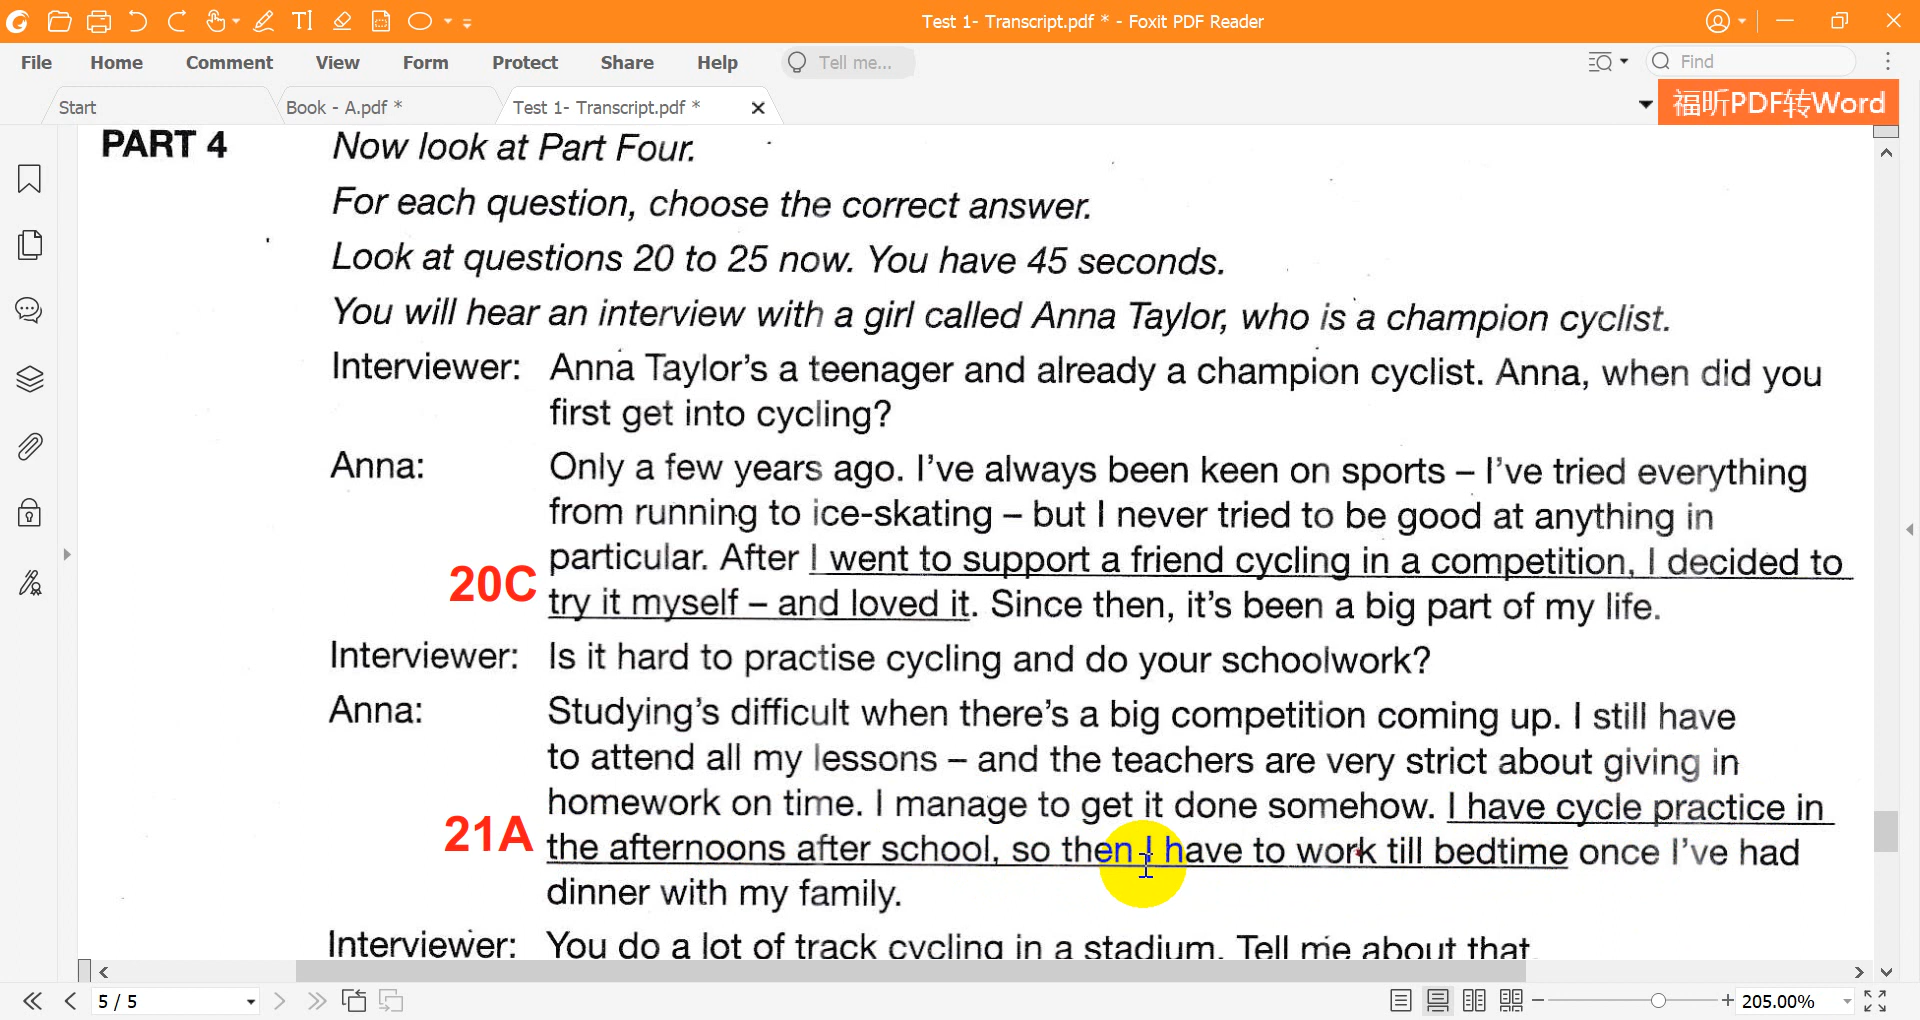 Test 1- Transcript.pdf * - Foxit PDF Reader
File Home Comment View Form Protect Share Help Tell me... Find
Start Book - A.pdf * Test 1- Transcript.pdf * 福昕PDF转Word
PART 4 Now look at Part Four.
For each question, choose the correct answer.
Look at questions 20 to 25 now. You have 45 seconds.
You will hear an interview with a girl called Anna Taylor, who is a champion cyclist.
Interviewer: Anna Taylor's a teenager and already a champion cyclist. Anna, when did you
first get into cycling?
Anna: Only a few years ago. I've always been keen on sports – I've tried everything
from running to ice-skating – but I never tried to be good at anything in
particular. After I went to support a friend cycling in a competition, I decided to
20C try it myself – and loved it. Since then, it's been a big part of my life.
Interviewer: Is it hard to practise cycling and do your schoolwork?
Anna: Studying's difficult when there's a big competition coming up. I still have
to attend all my lessons – and the teachers are very strict about giving in
homework on time. I manage to get it done somehow. I have cycle practice in
21A the afternoons after school, so then I have to work till bedtime once I've had
dinner with my family.
Interviewer: You do a lot of track cycling in a stadium. Tell me about that.
5 / 5 205.00%